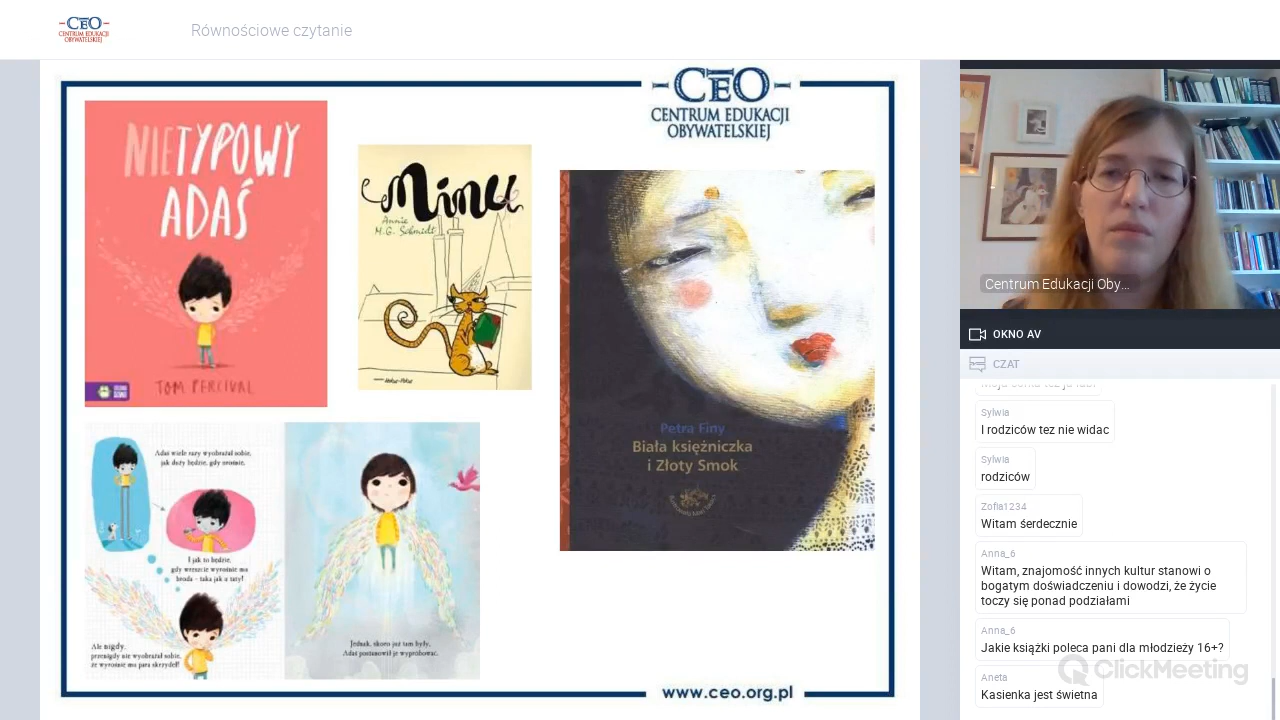 CEO
CENTRUM EDUKACJI
OBYWATELSKIEJ
Równościowe czytanie
CEO
CENTRUM EDUKACJI
OBYWATELSKIEJ
NIETYPOWY
ADAŚ
TOM PERCIVAL
Minu
Annie
M.G. Schmidt
Hokus-Pokus
Petra Finy
Biała księżniczka
i Złoty Smok
Adaś wiele razy wyobrażał sobie,
jak duży będzie, gdy urośnie.
I jak to będzie,
gdy wreszcie wyrośnie mu
broda – taka jak u taty!
Ale nigdy,
przenigdy nie wyobrażał sobie,
że wyrośnie mu para skrzydeł!
Jednak, skoro już tam były,
Adaś postanowił je wypróbować.
www.ceo.org.pl
Centrum Edukacji Oby...
OKNO AV
CZAT
Sylwia
I rodziców tez nie widac
Sylwia
rodziców
Zofia1234
Witam śerdecznie
Anna_6
Witam, znajomość innych kultur stanowi o
bogatym doświadczeniu i dowodzi, że życie
toczy się ponad podziałami
Anna_6
Jakie książki poleca pani dla młodzieży 16+?
ClickMeeting
Aneta
Kasienka jest świetna